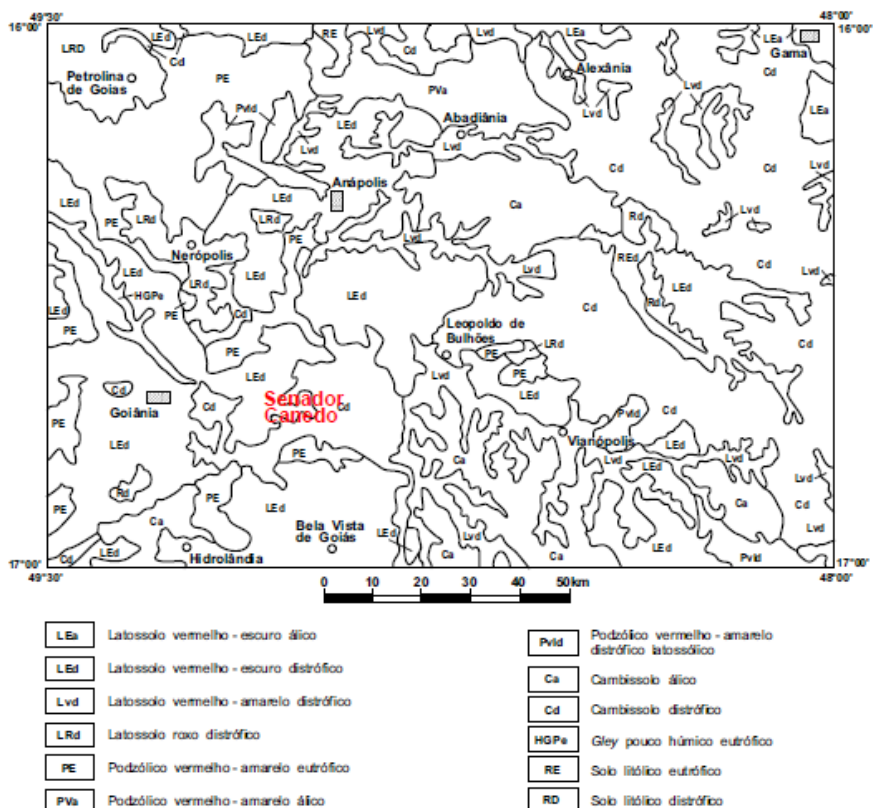 49°30' 48°00'
16°00' 16°00'
LRD LEd LEd RE Lvd Lvd LEa LEa
Cd Cd Gama
Petrolina de Goias PE Alexânia Cd
PVa Lvd Lvd LEa
Pvld LEd Abadiânia
Lvd Lvd Cd Cd Lvd
Anápolis
LEd LEd Ca
PE LRd LRd Rd Lvd
Nerópolis PE Lvd
LEd LRd LEd LEd Lvd REd LEd Cd Lvd
HGPe Cd Rd
LEd PE Cd
PE Leopoldo de Bulhões LRd Cd
PE PE
LEd Lvd PE
Cd LEd
Goiânia Cd Senador Canedo Cd Pvld Cd
PE Vianópolis LEd
LEd PE Lvd Lvd
Ca LEd Lvd
Rd PE Ca
PE LEd Cd
Ca Bela Vista de Goiás Lvd Lvd
LEd LEd
Cd Hidrolândia Ca Ca LEd Pvld
17°00' 17°00'
49°30' 48°00'
0 10 20 30 40 50km
LEa Latossolo vermelho - escuro álico
LEd Latossolo vermelho - escuro distrófico
Lvd Latossolo vermelho - amarelo distrófico
LRd Latossolo roxo distrófico
PE Podzólico vermelho - amarelo eutrófico
PVa Podzólico vermelho - amarelo álico
Pvld Podzólico vermelho - amarelo
distrófico latossólico
Ca Cambissolo álico
Cd Cambissolo distrófico
HGPe Gley pouco húmico eutrófico
RE Solo litólico eutrófico
RD Solo litólico distrófico